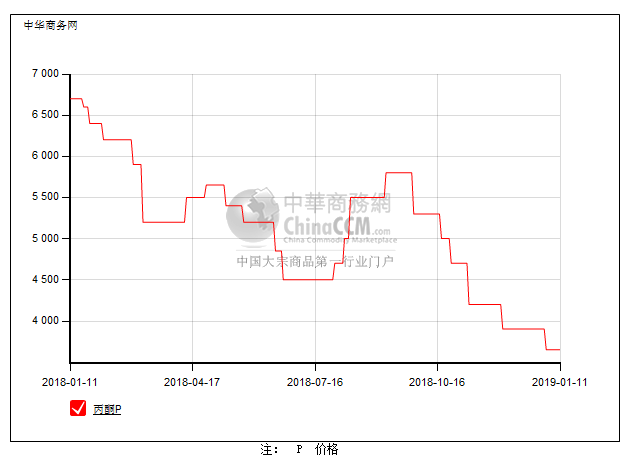 中华商务网
7 000
6 500
6 000
5 500
5 000
4 500
4 000
中華商務網
ChinaCCM.com
China Commodity Marketplace
中国大宗商品第一行业门户
2018-01-11 2018-04-17 2018-07-16 2018-10-16 2019-01-11
丙酮P
注: P 价格